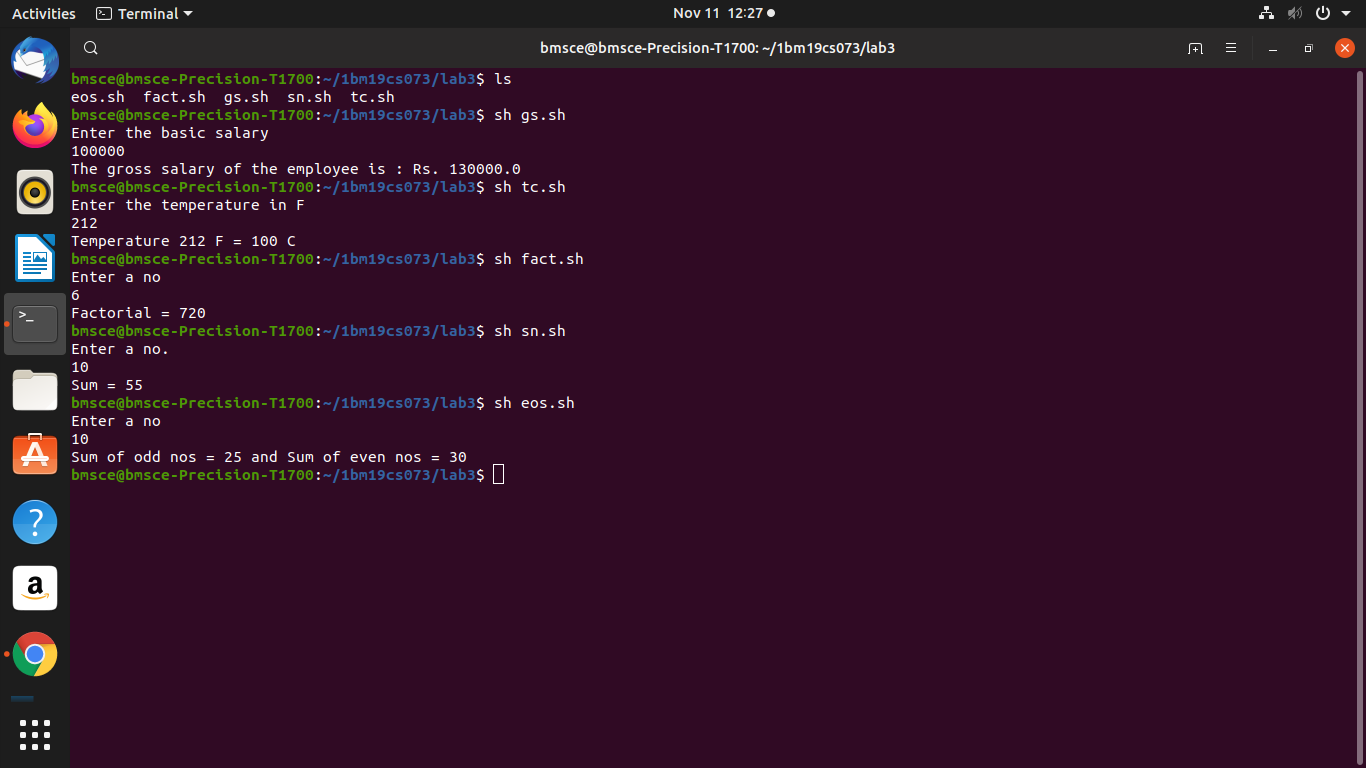 Activities Terminal Nov 11 12:27
bmsce@bmsce-Precision-T1700: ~/1bm19cs073/lab3
bmsce@bmsce-Precision-T1700:~/1bm19cs073/lab3$ ls
eos.sh  fact.sh  gs.sh  sn.sh  tc.sh
bmsce@bmsce-Precision-T1700:~/1bm19cs073/lab3$ sh gs.sh
Enter the basic salary
100000
The gross salary of the employee is : Rs. 130000.0
bmsce@bmsce-Precision-T1700:~/1bm19cs073/lab3$ sh tc.sh
Enter the temperature in F
212
Temperature 212 F = 100 C
bmsce@bmsce-Precision-T1700:~/1bm19cs073/lab3$ sh fact.sh
Enter a no
6
Factorial = 720
bmsce@bmsce-Precision-T1700:~/1bm19cs073/lab3$ sh sn.sh
Enter a no.
10
Sum = 55
bmsce@bmsce-Precision-T1700:~/1bm19cs073/lab3$ sh eos.sh
Enter a no
10
Sum of odd nos = 25 and Sum of even nos = 30
bmsce@bmsce-Precision-T1700:~/1bm19cs073/lab3$